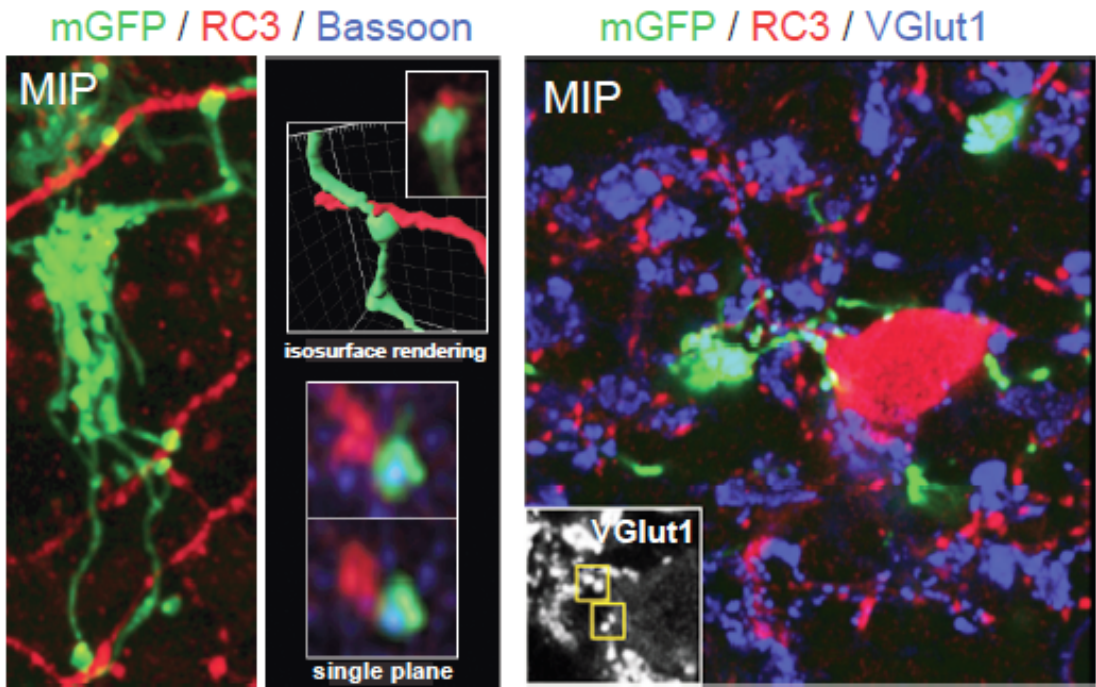 mGFP / RC3 / Bassoon
mGFP / RC3 / VGlut1
MIP
isosurface rendering
single plane
MIP
VGlut1